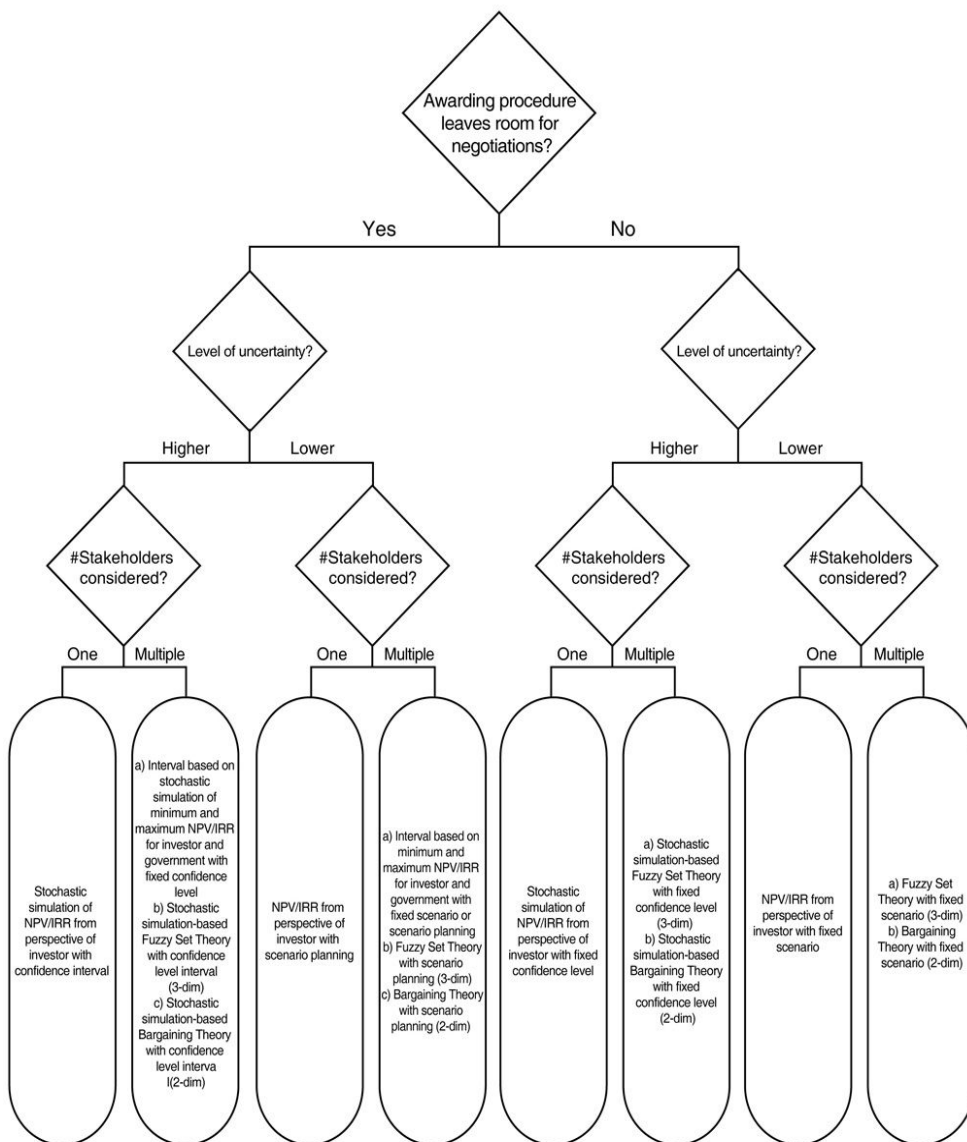 Awarding procedure
leaves room for
negotiations?
Yes
No
Level of uncertainty?
Level of uncertainty?
Higher
Lower
Higher
Lower
#Stakeholders
considered?
#Stakeholders
considered?
#Stakeholders
considered?
#Stakeholders
considered?
One
Multiple
One
Multiple
One
Multiple
One
Multiple
Stochastic
simulation of
NPV/IRR from
perspective of
investor with
confidence interval
a) Interval based on
stochastic
simulation of
minimum and
maximum NPV/IRR
for investor and
government with
fixed confidence
level
b) Stochastic
simulation-based
Fuzzy Set Theory
with confidence
level interval
(3-dim)
c) Stochastic
simulation-based
Bargaining Theory
with confidence
level interva
l(2-dim)
NPV/IRR from
perspective of
investor with
scenario planning
a) Interval based on
minimum and
maximum NPV/IRR
for investor and
government with
fixed scenario or
scenario planning
b) Fuzzy Set Theory
with scenario
planning (3-dim)
c) Bargaining Theory
with scenario
planning (2-dim)
Stochastic
simulation of
NPV/IRR from
perspective of
investor with fixed
confidence level
a) Stochastic
simulation-based
Fuzzy Set Theory
with fixed
confidence level
(3-dim)
b) Stochastic
simulation-based
Bargaining Theory
with fixed
confidence level
(2-dim)
NPV/IRR from
perspective of
investor with fixed
scenario
a) Fuzzy Set
Theory with fixed
scenario (3-dim)
b) Bargaining
Theory with fixed
scenario (2-dim)